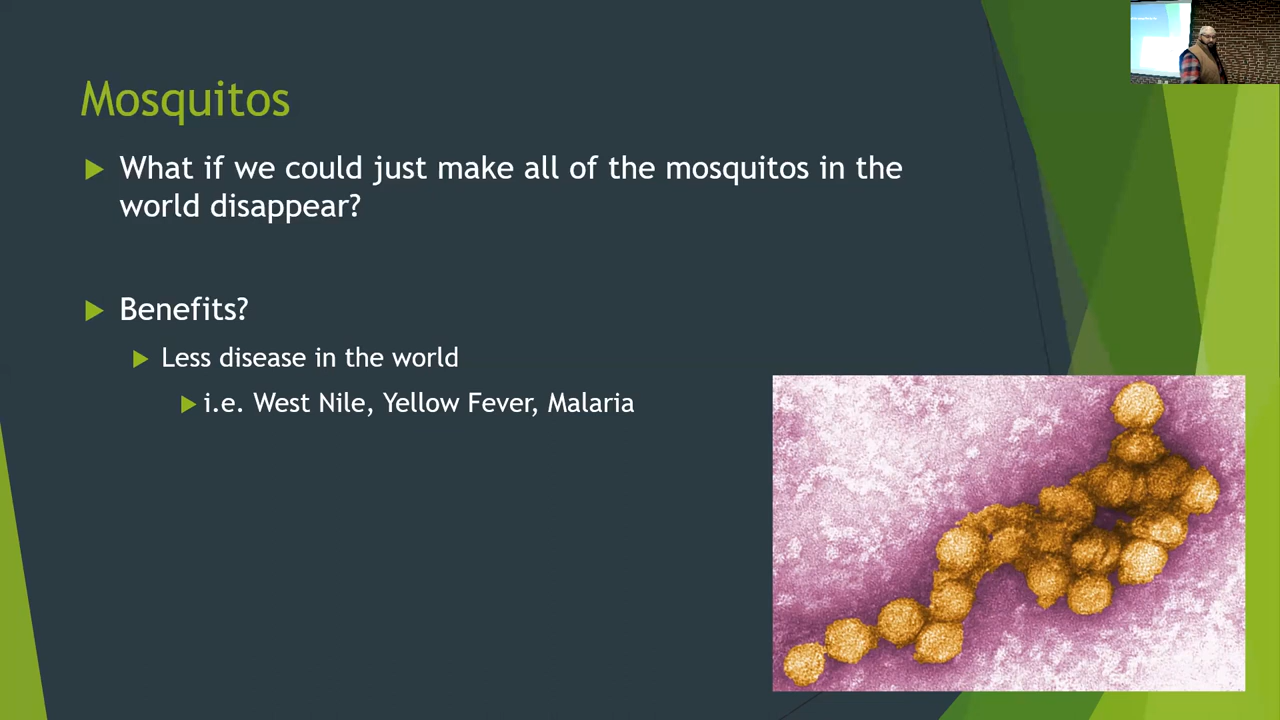 Mosquitos
What if we could just make all of the mosquitos in the
world disappear?
Benefits?
Less disease in the world
i.e. West Nile, Yellow Fever, Malaria